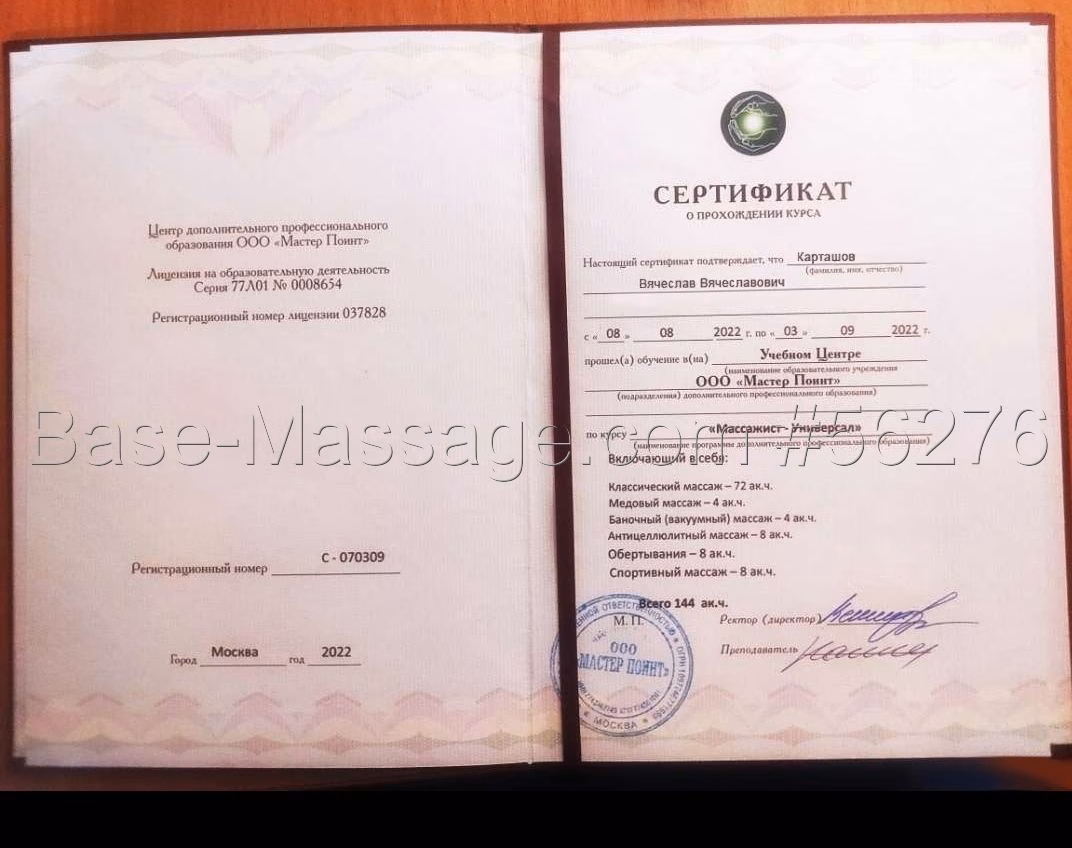 Центр дополнительного профессионального
образования ООО «Мастер Поинт»
Лицензия на образовательную деятельность
Серия 77Л01 № 0008654
Регистрационный номер лицензии 037828
Регистрационный номер С - 070309
Город Москва год 2022
СЕРТИФИКАТ
О ПРОХОЖДЕНИИ КУРСА
Настоящий сертификат подтверждает, что Карташов
(фамилия, имя, отчество)
Вячеслав Вячеславович
с « 08 » 08 2022 г. по « 03 » 09 2022 г.
прошел(а) обучение в(на) Учебном Центре
(наименование образовательного учреждения
ООО «Мастер Поинт»
(подразделения) дополнительного профессионального образования)
по курсу «Массажист - Универсал»
(наименование программы дополнительного профессионального образования)
Включающий в себя:
Классический массаж – 72 ак.ч.
Медовый массаж – 4 ак.ч.
Баночный (вакуумный) массаж – 4 ак.ч.
Антицеллюлитный массаж – 8 ак.ч.
Обертывания – 8 ак.ч.
Спортивный массаж – 8 ак.ч.
Всего 144 ак.ч.
М. П.
Ректор (директор)
Преподаватель
ООО
«МАСТЕР ПОИНТ»
МОСКВА
Base-Massage.com #56276